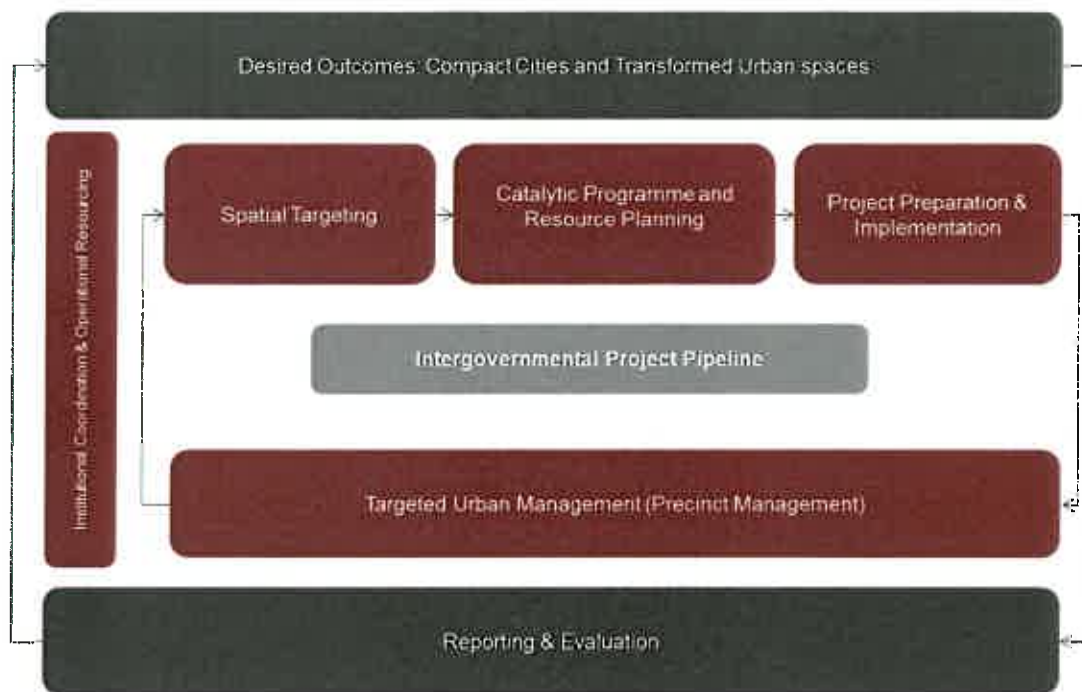 Desired Outcomes: Compact Cities and Transformed Urban spaces
Institutional Coordination & Operational Resourcing
Spatial Targeting
Catalytic Programme and
Resource Planning
Project Preparation &
Implementation
Intergovernmental Project Pipeline
Targeted Urban Management (Precinct Management)
Reporting & Evaluation